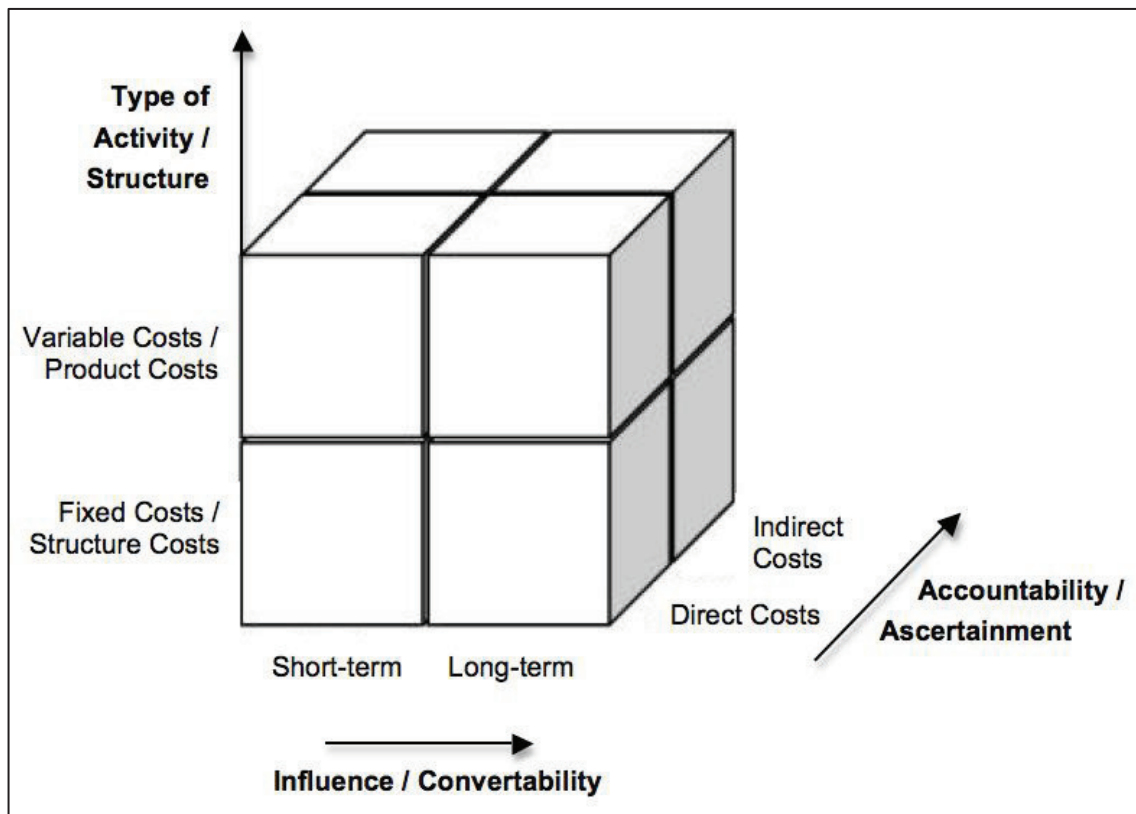 Type of
Activity /
Structure
Variable Costs /
Product Costs
Fixed Costs /
Structure Costs
Indirect
Costs
Direct Costs
Accountability /
Ascertainment
Short-term
Long-term
Influence / Convertability